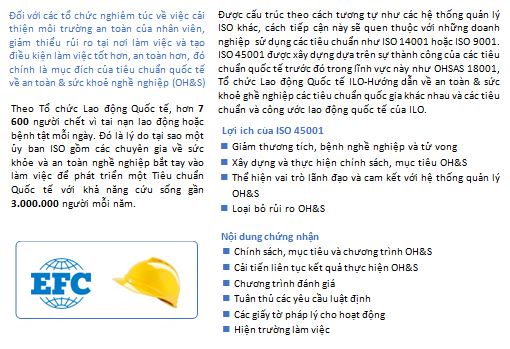 Đối với các tổ chức nghiêm túc về việc cải
thiện môi trường an toàn của nhân viên,
giảm thiểu rủi ro tại nơi làm việc và tạo
điều kiện làm việc tốt hơn, an toàn hơn, đó
chính là mục đích của tiêu chuẩn quốc tế
về an toàn & sức khoẻ nghề nghiệp (OH&S)
Theo Tổ chức Lao động Quốc tế, hơn 7
600 người chết vì tai nạn lao động hoặc
bệnh tật mỗi ngày. Đó là lý do tại sao một
ủy ban ISO gồm các chuyên gia về sức
khỏe và an toàn nghề nghiệp bắt tay vào
làm việc để phát triển một Tiêu chuẩn
Quốc tế với khả năng cứu sống gần
3.000.000 người mỗi năm.
EFC
Được cấu trúc theo cách tương tự như các hệ thống quản lý
ISO khác, cách tiếp cận này sẽ quen thuộc với những doanh
nghiệp sử dụng các tiêu chuẩn như ISO 14001 hoặc ISO 9001.
ISO 45001 được xây dựng dựa trên sự thành công của các tiêu
chuẩn quốc tế trước đó trong lĩnh vực này như OHSAS 18001,
Tổ chức Lao động Quốc tế ILO-Hướng dẫn về an toàn & sức
khoẻ ghề nghiệp các tiêu chuẩn quốc gia khác nhau và các tiêu
chuẩn và công ước lao động quốc tế của ILO.
Lợi ích của ISO 45001
Giảm thương tích, bệnh nghề nghiệp và tử vong
Xây dựng và thực hiện chính sách, mục tiêu OH&S
Thể hiện vai trò lãnh đạo và cam kết với hệ thống quản lý
OH&S
Loại bỏ rủi ro OH&S
Nội dung chứng nhận
Chính sách, mục tiêu và chương trình OH&S
Cải tiến liên tục kết quả thực hiện OH&S
Chương trình đánh giá
Tuân thủ các yêu cầu luật định
Các giấy tờ pháp lý cho hoạt động
Hiện trường làm việc